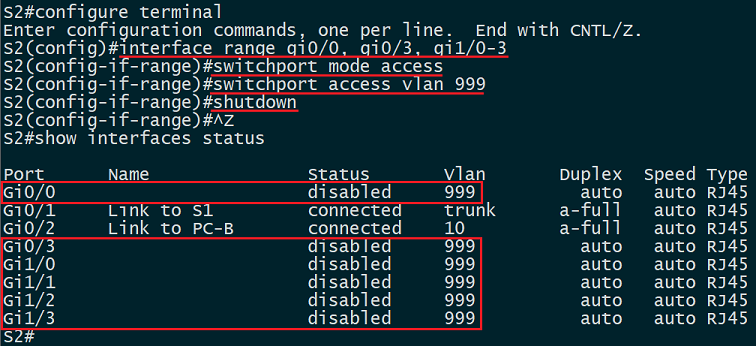 S2#configure terminal
Enter configuration commands, one per line.  End with CNTL/Z.
S2(config)#interface range gi0/0, gi0/3, gi1/0-3
S2(config-if-range)#switchport mode access
S2(config-if-range)#switchport access vlan 999
S2(config-if-range)#shutdown
S2(config-if-range)#^Z
S2#show interfaces status
Port      Name               Status       Vlan       Duplex  Speed Type
Gi0/0                        disabled     999          auto   auto RJ45
Gi0/1     Link to S1         connected    trunk      a-full   auto RJ45
Gi0/2     Link to PC-B       connected    10         a-full   auto RJ45
Gi0/3                        disabled     999          auto   auto RJ45
Gi1/0                        disabled     999          auto   auto RJ45
Gi1/1                        disabled     999          auto   auto RJ45
Gi1/2                        disabled     999          auto   auto RJ45
Gi1/3                        disabled     999          auto   auto RJ45
S2#